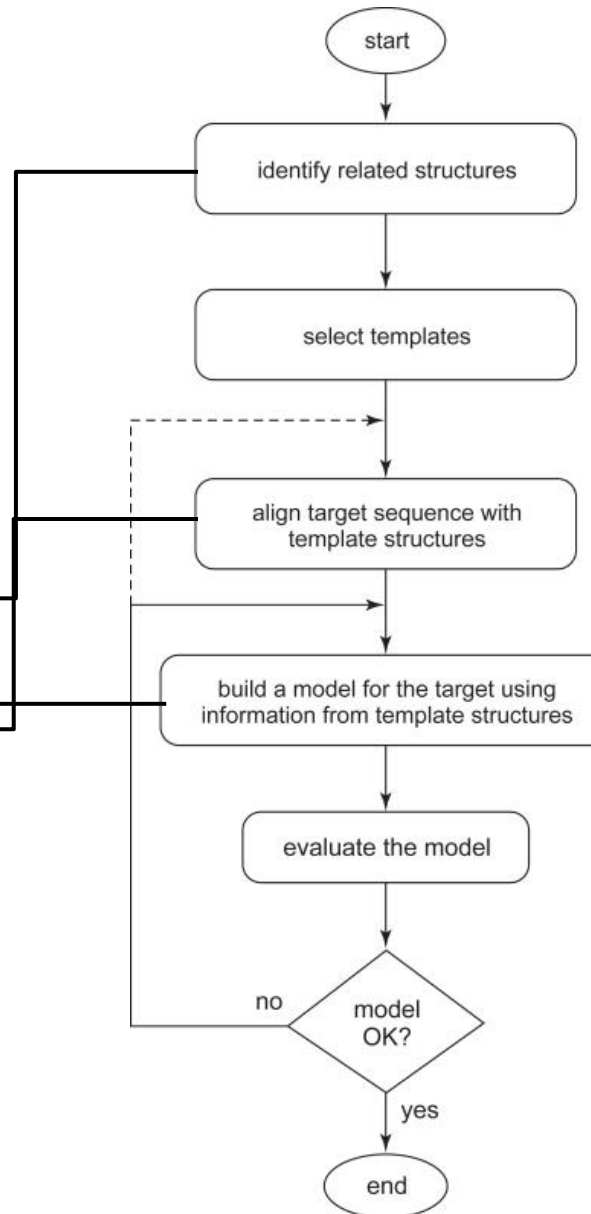 start
identify related structures
select templates
align target sequence with
template structures
build a model for the target using
information from template structures
evaluate the model
no
model
OK?
yes
end